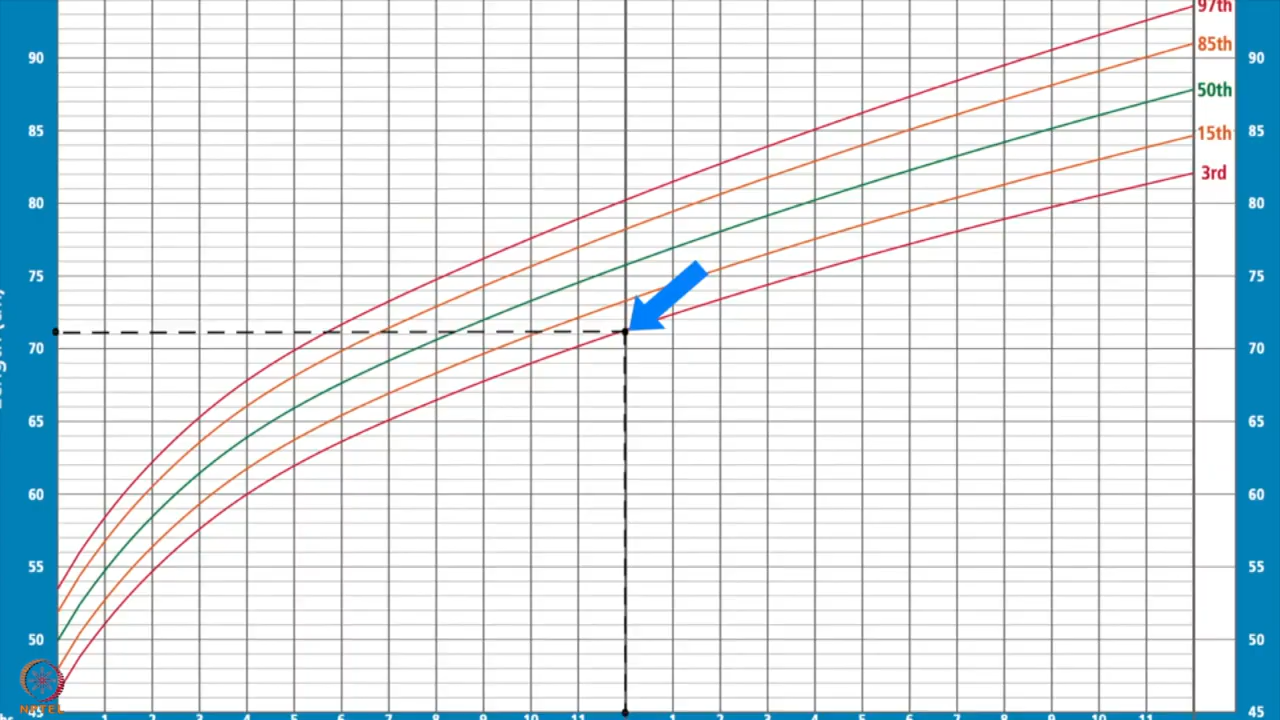 97th
90 85th 90
50th
85 15th 85
3rd
80 80
75 75
70 70
65 65
60 60
55 55
50 50
NPTEL
45 1 2 3 4 5 6 7 8 9 10 11 1 2 3 4 5 6 7 8 9 10 11 45